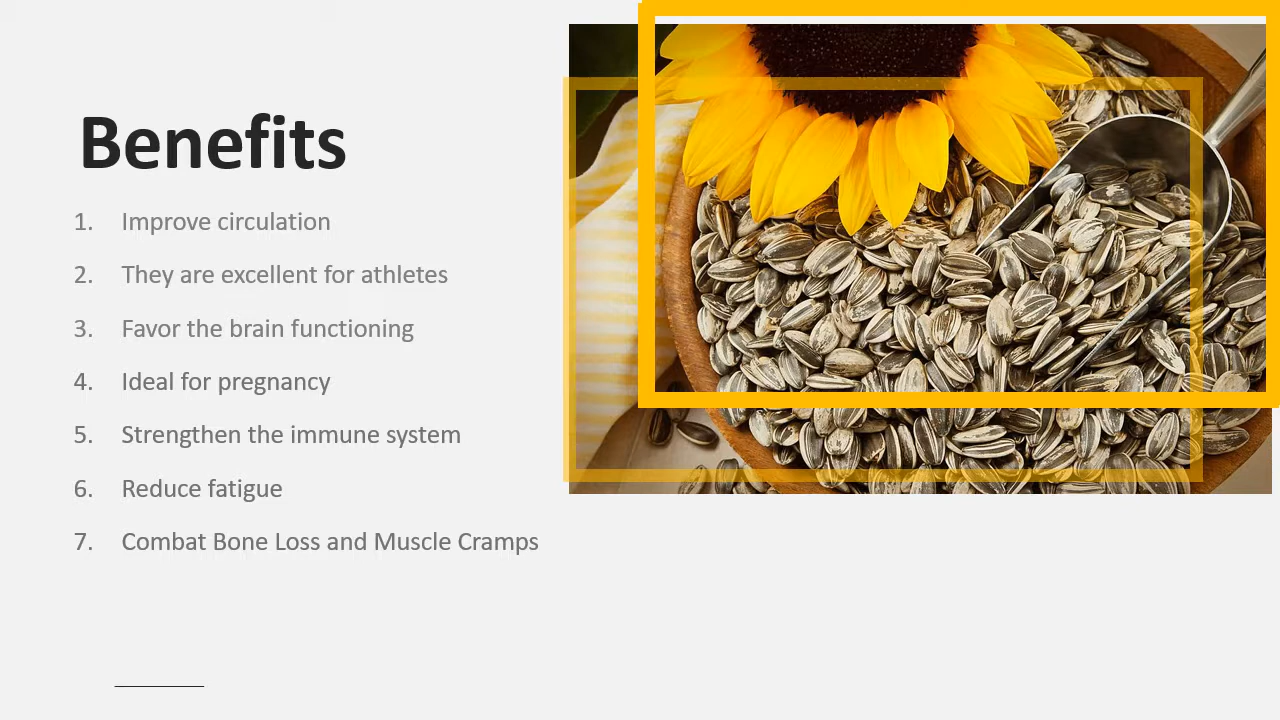 Benefits
1. Improve circulation
2. They are excellent for athletes
3. Favor the brain functioning
4. Ideal for pregnancy
5. Strengthen the immune system
6. Reduce fatigue
7. Combat Bone Loss and Muscle Cramps